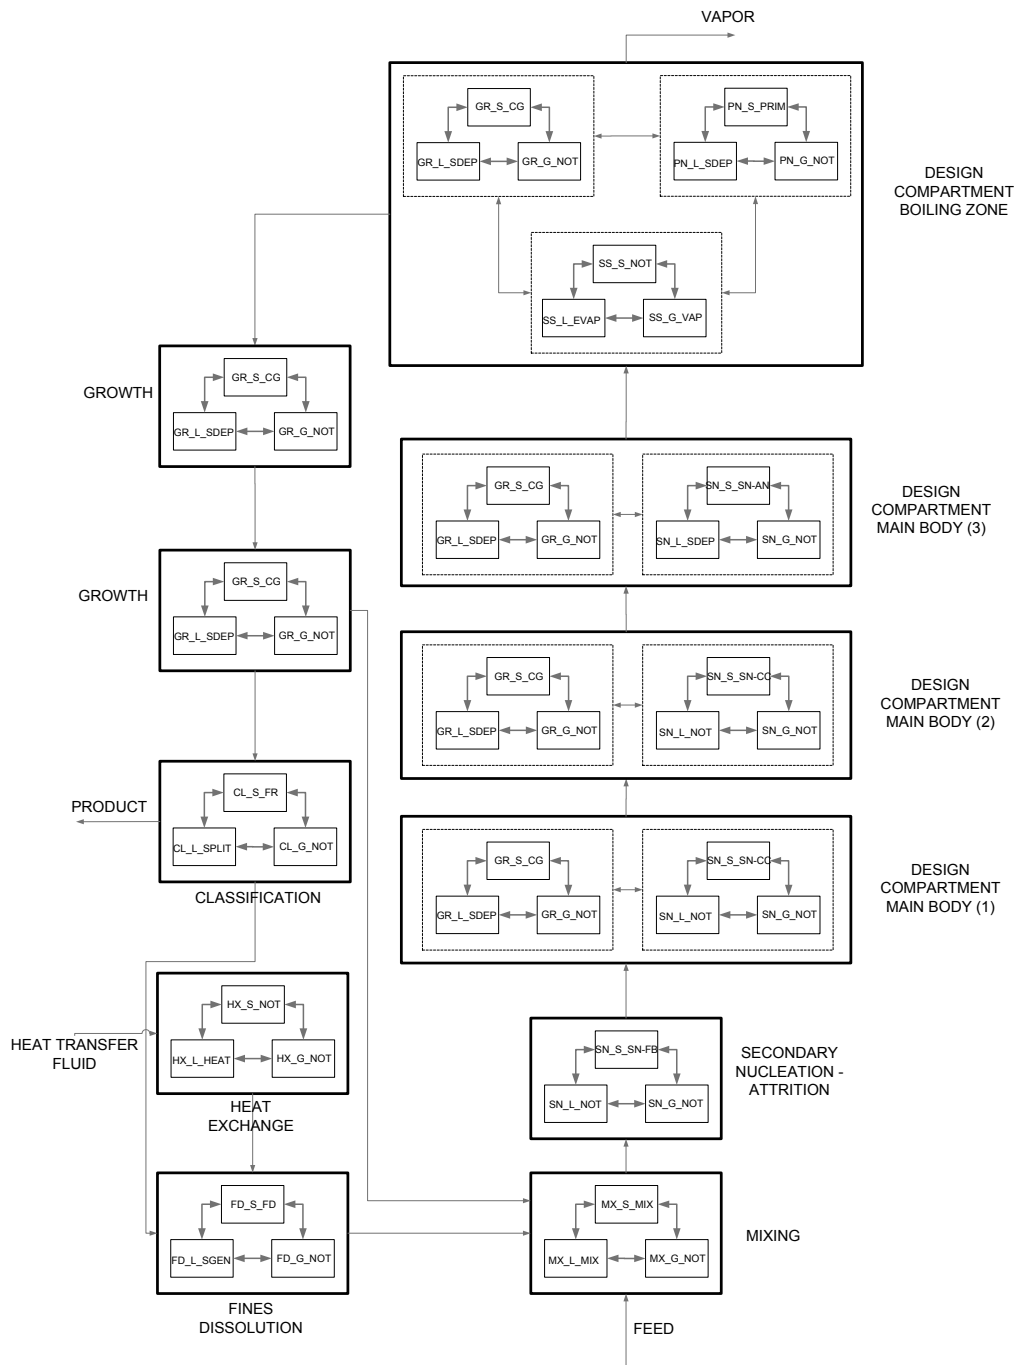 VAPOR
GR_S_CG
GR_L_SDEP
GR_G_NOT
PN_S_PRIM
PN_L_SDEP
PN_G_NOT
SS_S_NOT
SS_L_EVAP
SS_G_VAP
DESIGN
COMPARTMENT
BOILING ZONE
GROWTH
GR_S_CG
GR_L_SDEP
GR_G_NOT
GR_S_CG
GR_L_SDEP
GR_G_NOT
SN_S_SN-AN
SN_L_SDEP
SN_G_NOT
DESIGN
COMPARTMENT
MAIN BODY (3)
GROWTH
GR_S_CG
GR_L_SDEP
GR_G_NOT
GR_S_CG
GR_L_SDEP
GR_G_NOT
SN_S_SN-CC
SN_L_NOT
SN_G_NOT
DESIGN
COMPARTMENT
MAIN BODY (2)
PRODUCT
CL_S_FR
CL_L_SPLIT
CL_G_NOT
CLASSIFICATION
GR_S_CG
GR_L_SDEP
GR_G_NOT
SN_S_SN-CC
SN_L_NOT
SN_G_NOT
DESIGN
COMPARTMENT
MAIN BODY (1)
HEAT TRANSFER
FLUID
HX_S_NOT
HX_L_HEAT
HX_G_NOT
HEAT
EXCHANGE
SN_S_SN-FB
SN_L_NOT
SN_G_NOT
SECONDARY
NUCLEATION -
ATTRITION
FD_S_FD
FD_L_SGEN
FD_G_NOT
FINES
DISSOLUTION
MX_S_MIX
MX_L_MIX
MX_G_NOT
MIXING
FEED